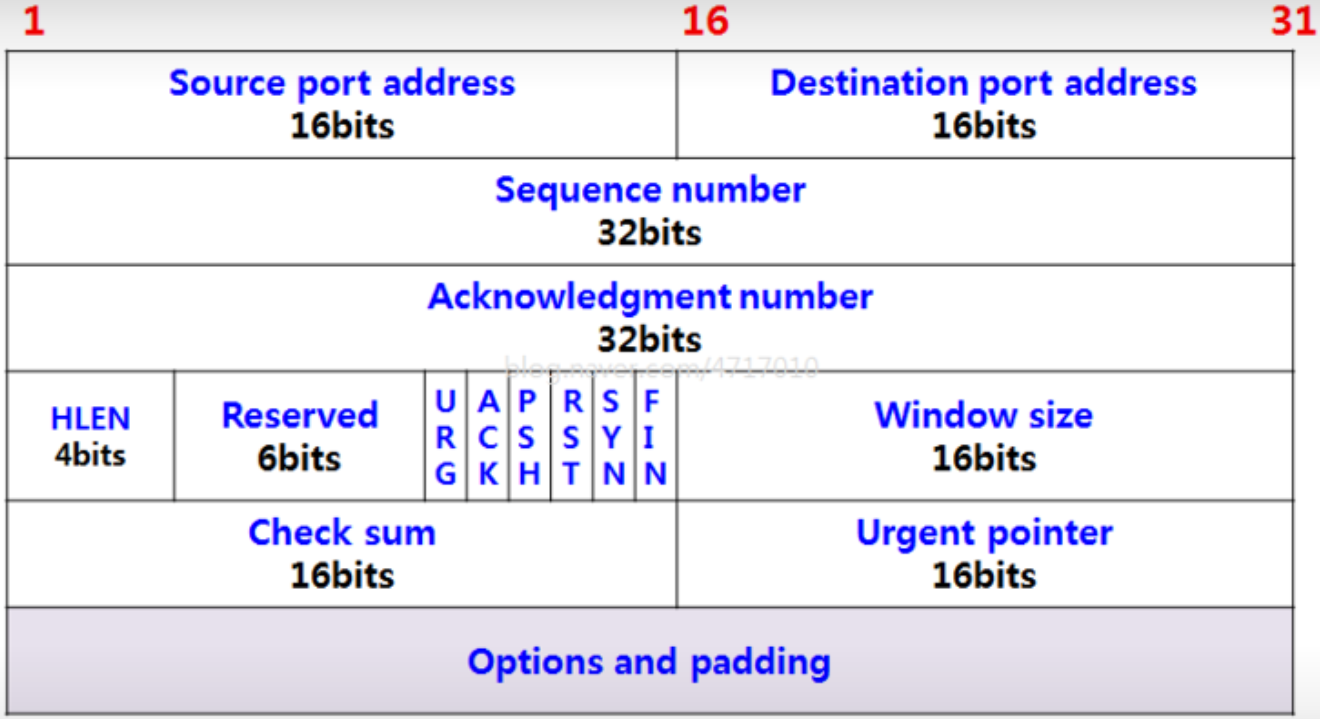 1 16 31
Source port address Destination port address
16bits 16bits
Sequence number
32bits
Acknowledgment number
32bits
blog.naver.com/4717010
HLEN Reserved URG ACK PSH RST SYN FIN Window size
4bits 6bits 16bits
Check sum Urgent pointer
16bits 16bits
Options and padding